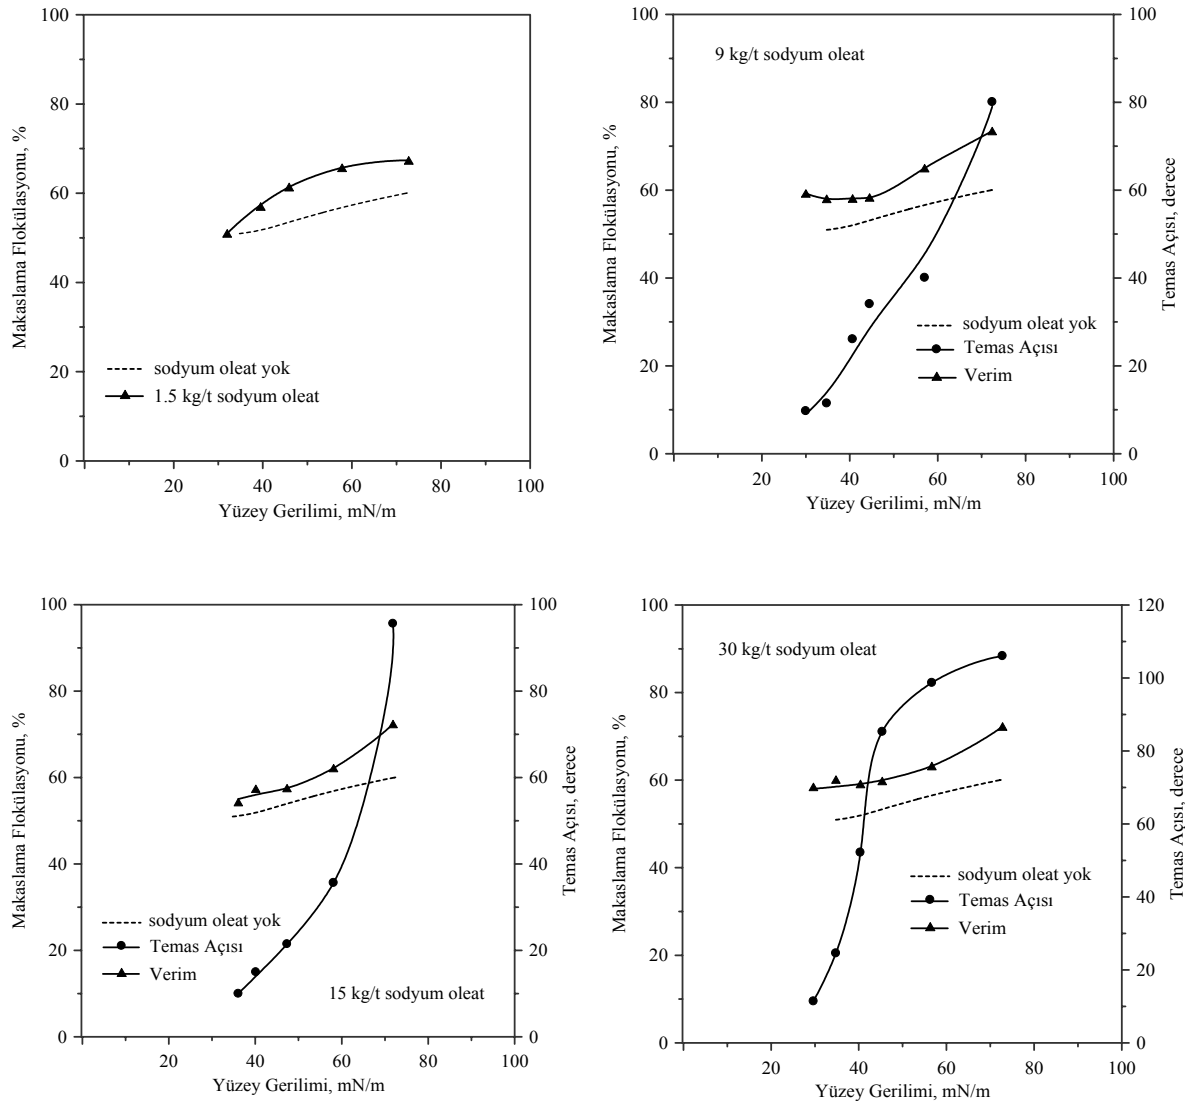 100
80
60
40
20
0
Makaslama Flokülasyonu, %
sodyum oleat yok
1.5 kg/t sodyum oleat
20
40
60
80
100
Yüzey Gerilimi, mN/m
100
80
60
40
20
0
Makaslama Flokülasyonu, %
9 kg/t sodyum oleat
sodyum oleat yok
Temas Açısı
Verim
100
80
60
40
20
0
Temas Açısı, derece
20
40
60
80
100
Yüzey Gerilimi, mN/m
100
80
60
40
20
0
Makaslama Flokülasyonu, %
sodyum oleat yok
Temas Açısı
Verim
15 kg/t sodyum oleat
100
80
60
40
20
0
Temas Açısı, derece
20
40
60
80
100
Yüzey Gerilimi, mN/m
100
80
60
40
20
0
Makaslama Flokülasyonu, %
30 kg/t sodyum oleat
sodyum oleat yok
Temas Açısı
Verim
120
100
80
60
40
20
0
Temas Açısı, derece
20
40
60
80
100
Yüzey Gerilimi, mN/m